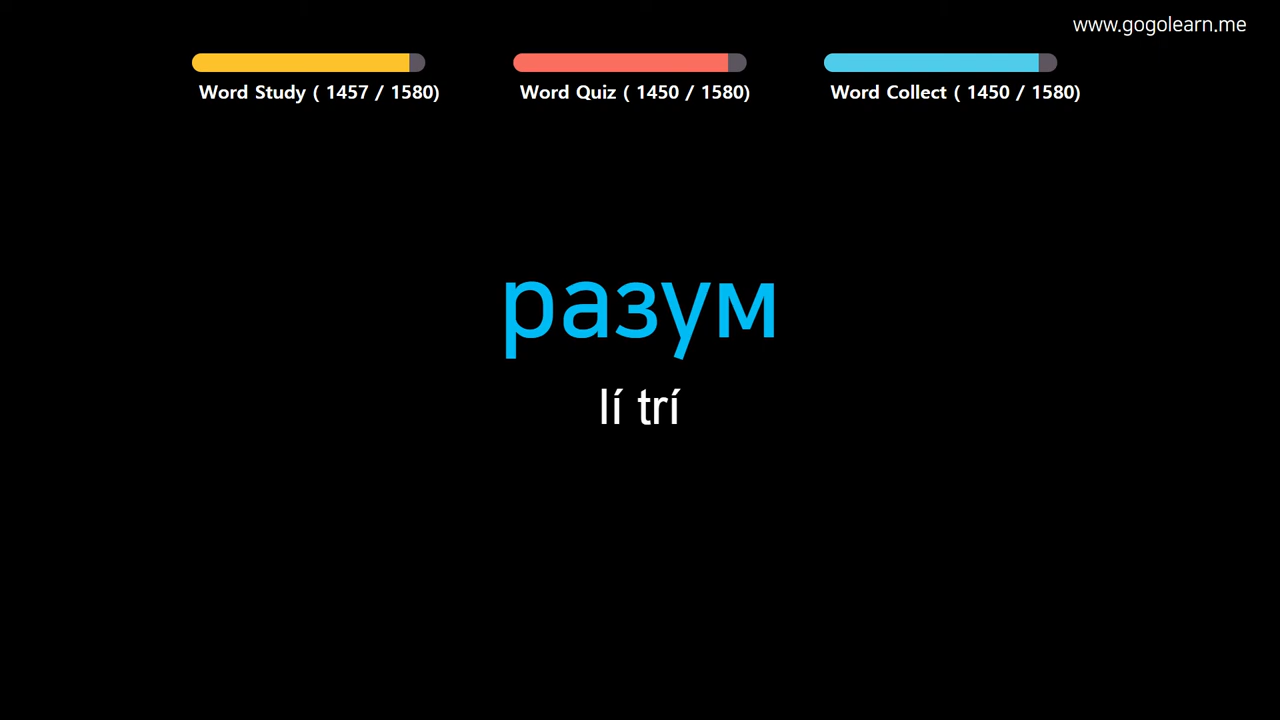 www.gogolearn.me
Word Study ( 1457 / 1580)
Word Quiz ( 1450 / 1580)
Word Collect ( 1450 / 1580)
разум
lí trí